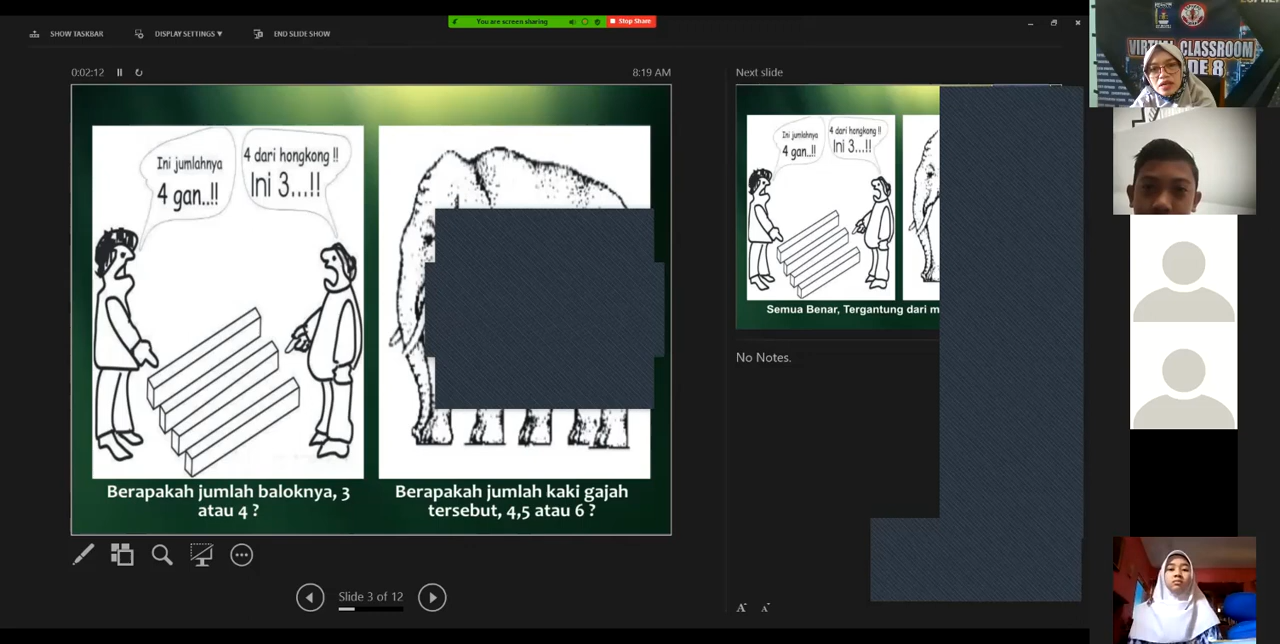 You are screen sharing
Stop Share
SHOW TASKBAR
DISPLAY SETTINGS
END SLIDE SHOW
0:02:12
8:19 AM
Ini jumlahnya
4 gan..!!
4 dari hongkong !!
Ini 3...!!
Berapakah jumlah baloknya, 3
atau 4 ?
Berapakah jumlah kaki gajah
tersebut, 4,5 atau 6 ?
Slide 3 of 12
Next slide
Ini jumlahnya
4 gan..!!
4 dari hongkong !!
Ini 3...!!
Semua Benar, Tergantung dari
No Notes.
VIRTUAL CLASSROOM